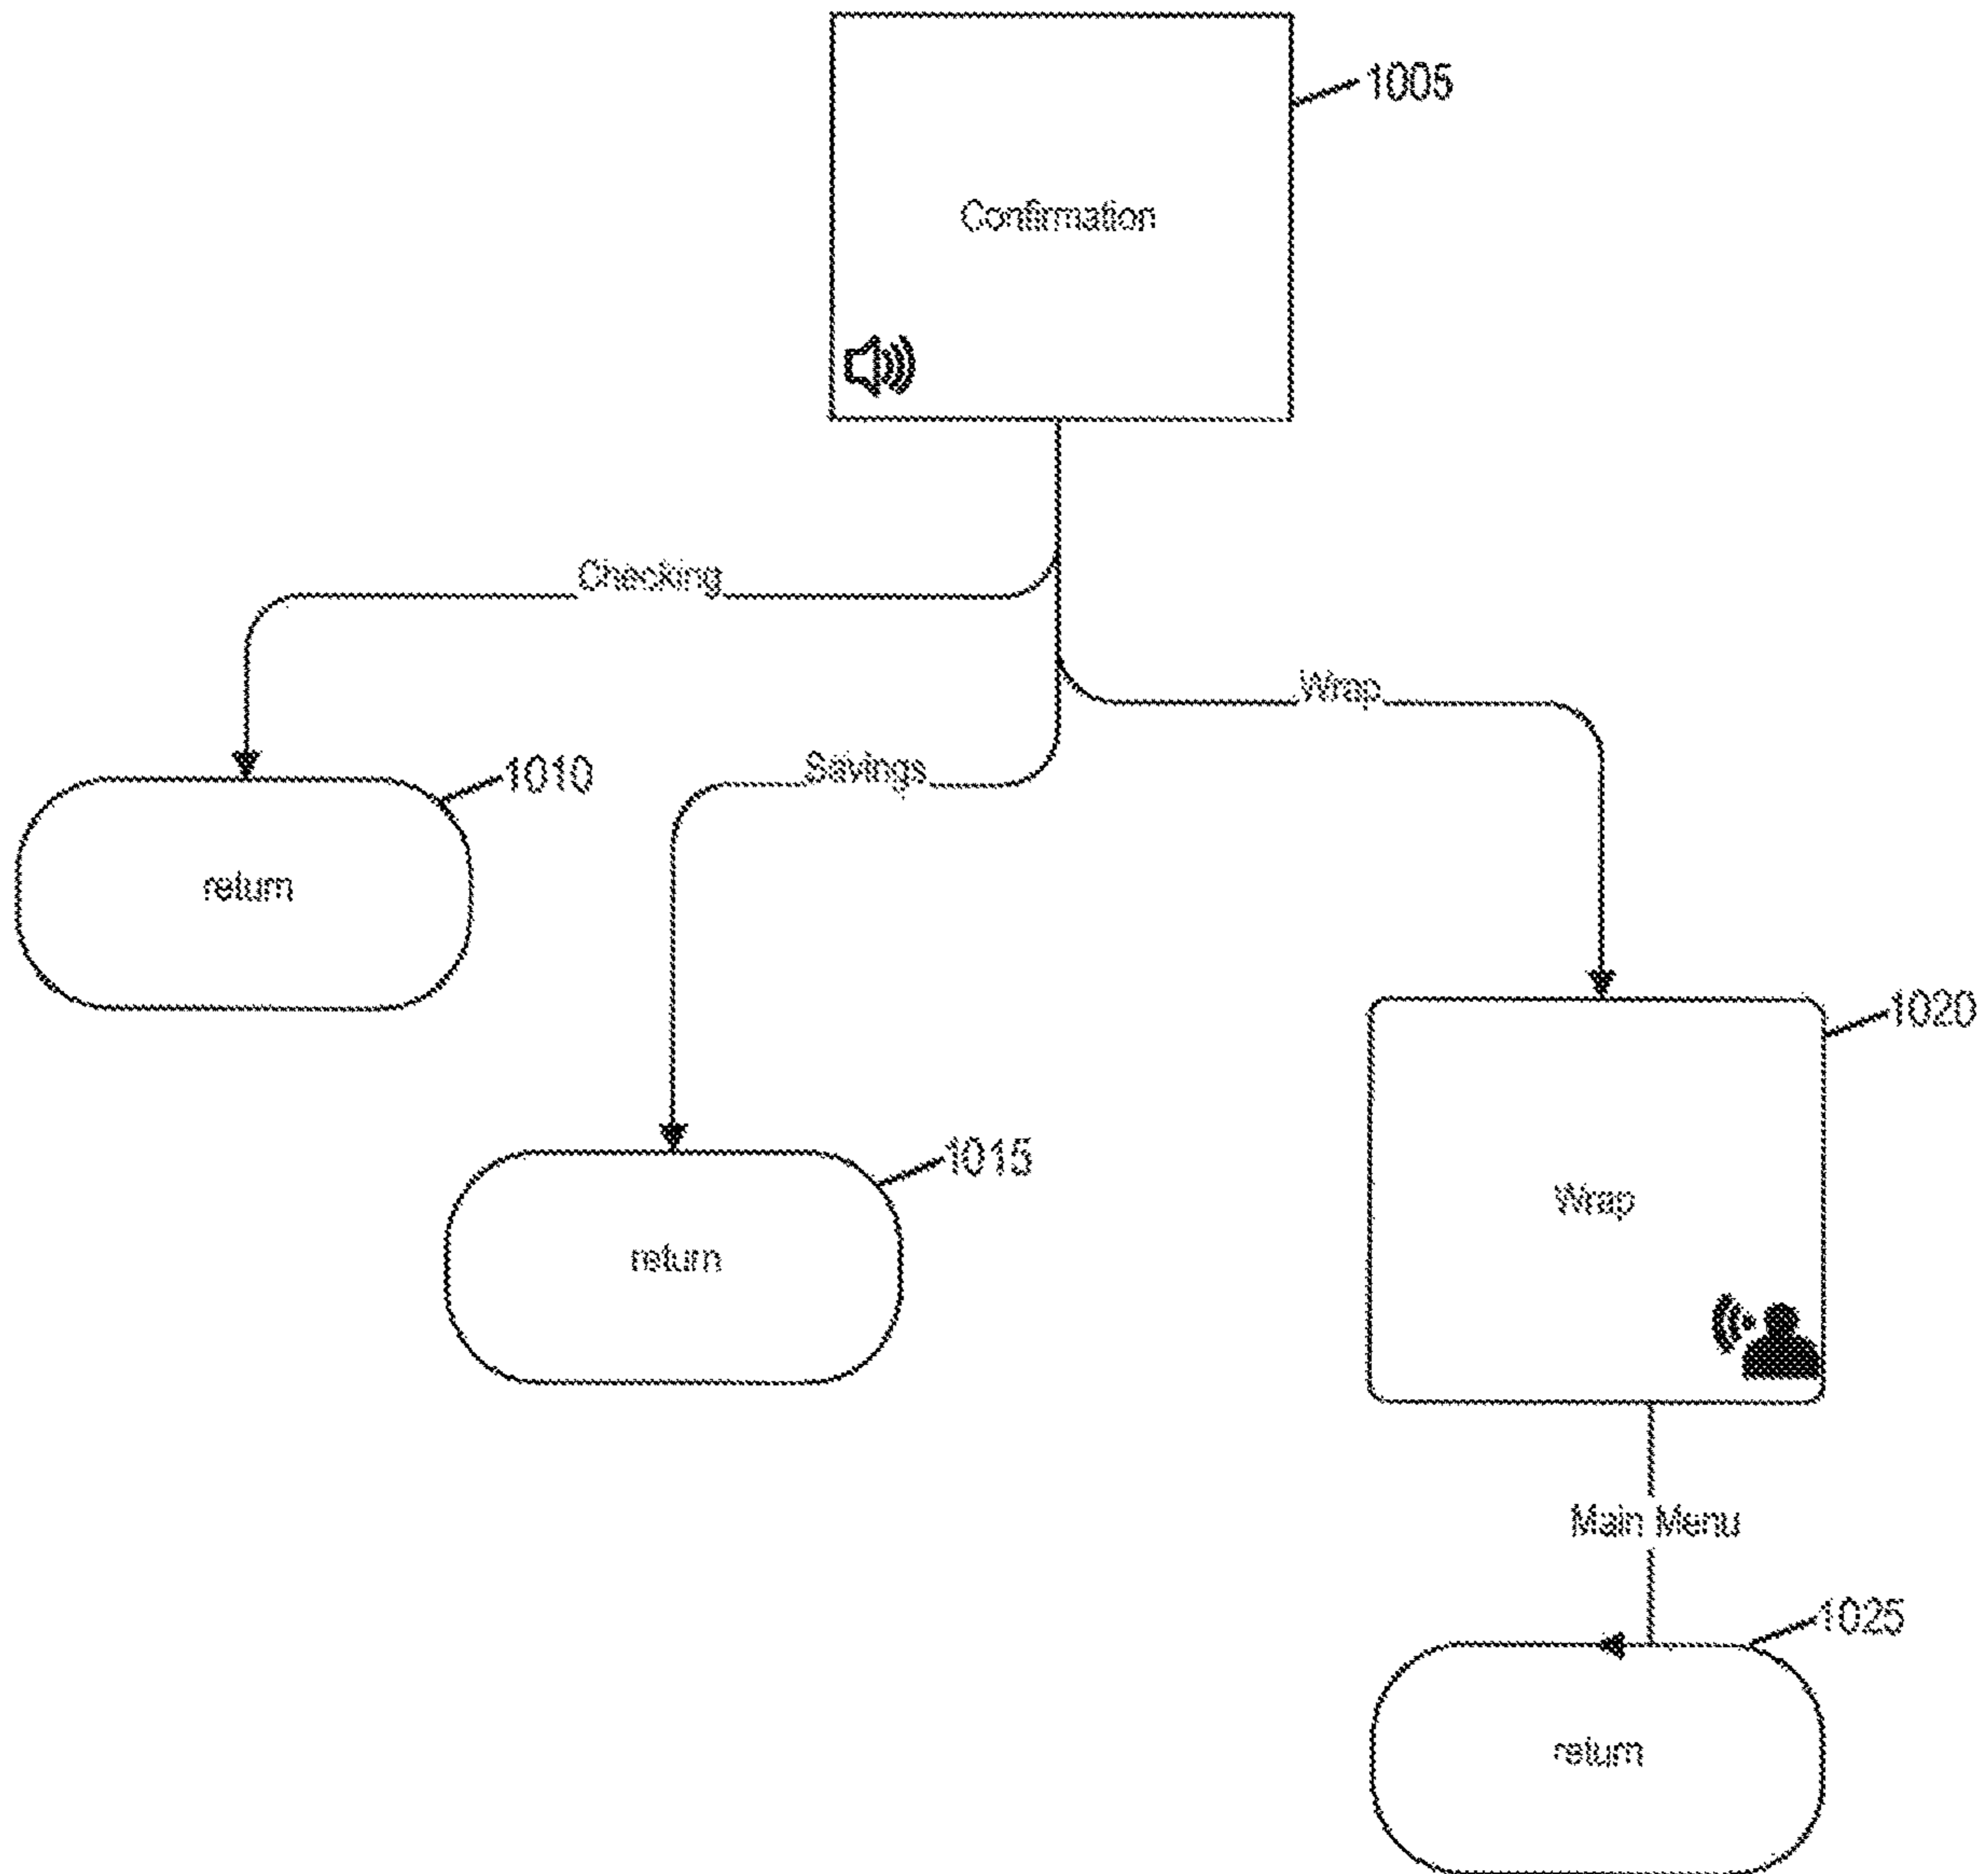 1005
Confirmation
Checking
Wrap
Savings
1010
return
1020
1015
Wrap
return
Main Menu
1025
return